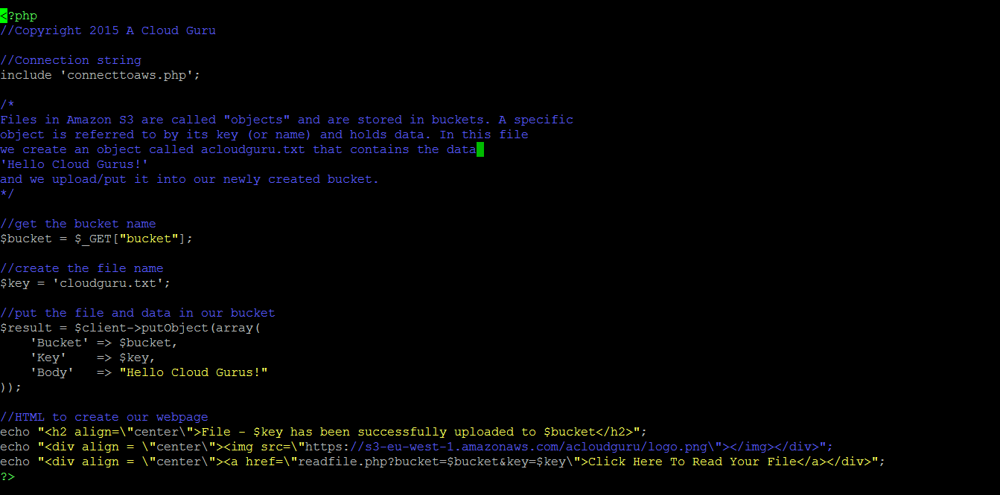 <?php
//Copyright 2015 A Cloud Guru
//Connection string
include 'connecttoaws.php';
/*
Files in Amazon S3 are called "objects" and are stored in buckets. A specific
object is referred to by its key (or name) and holds data. In this file
we create an object called acloudguru.txt that contains the data
'Hello Cloud Gurus!'
and we upload/put it into our newly created bucket.
*/
//get the bucket name
$bucket = $_GET["bucket"];
//create the file name
$key = 'cloudguru.txt';
//put the file and data in our bucket
$result = $client->putObject(array(
    'Bucket' => $bucket,
    'Key'    => $key,
    'Body'   => "Hello Cloud Gurus!"
));
//HTML to create our webpage
echo "<h2 align=\"center\">File - $key has been successfully uploaded to $bucket</h2>";
echo "<div align = \"center\"><img src=\"https://s3-eu-west-1.amazonaws.com/acloudguru/logo.png\"></img></div>";
echo "<div align = \"center\"><a href=\"readfile.php?bucket=$bucket&key=$key\">Click Here To Read Your File</a></div>";
?>